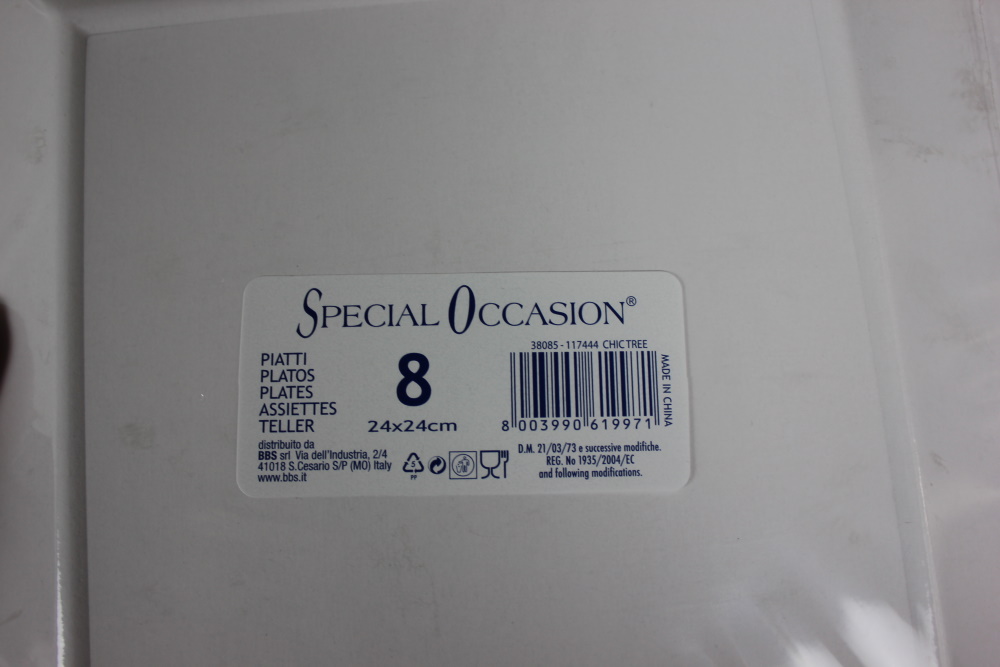 SPECIAL OCCASION®
PIATTI
PLATOS
PLATES
ASSIETTES
TELLER
8
24x24cm
38085 - 117444 CHIC TREE
8 003990 619971
MADE IN CHINA
distribuito da
BBS srl Via dell'Industria, 2/4
41018 S.Cesario S/P (MO) Italy
www.bbs.it
5
PP
D.M. 21/03/73 e successive modifiche.
REG. No 1935/2004/EC
and following modifications.